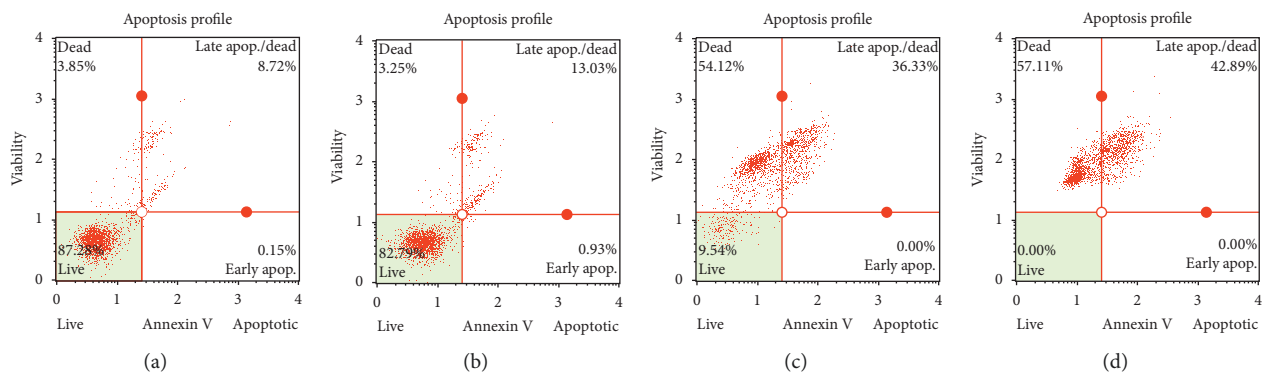 Apoptosis profile
4
3
2
1
0
Viability
Dead
3.85%
Late apop./dead
8.72%
87.28%
Live
0.15%
Early apop.
0 1 2 3 4
Live Annexin V Apoptotic
(a)
Apoptosis profile
4
3
2
1
0
Viability
Dead
3.25%
Late apop./dead
13.03%
82.79%
Live
0.93%
Early apop.
0 1 2 3 4
Live Annexin V Apoptotic
(b)
Apoptosis profile
4
3
2
1
0
Viability
Dead
54.12%
Late apop./dead
36.33%
9.54%
Live
0.00%
Early apop.
0 1 2 3 4
Live Annexin V Apoptotic
(c)
Apoptosis profile
4
3
2
1
0
Viability
Dead
57.11%
Late apop./dead
42.89%
0.00%
Live
0.00%
Early apop.
0 1 2 3 4
Live Annexin V Apoptotic
(d)